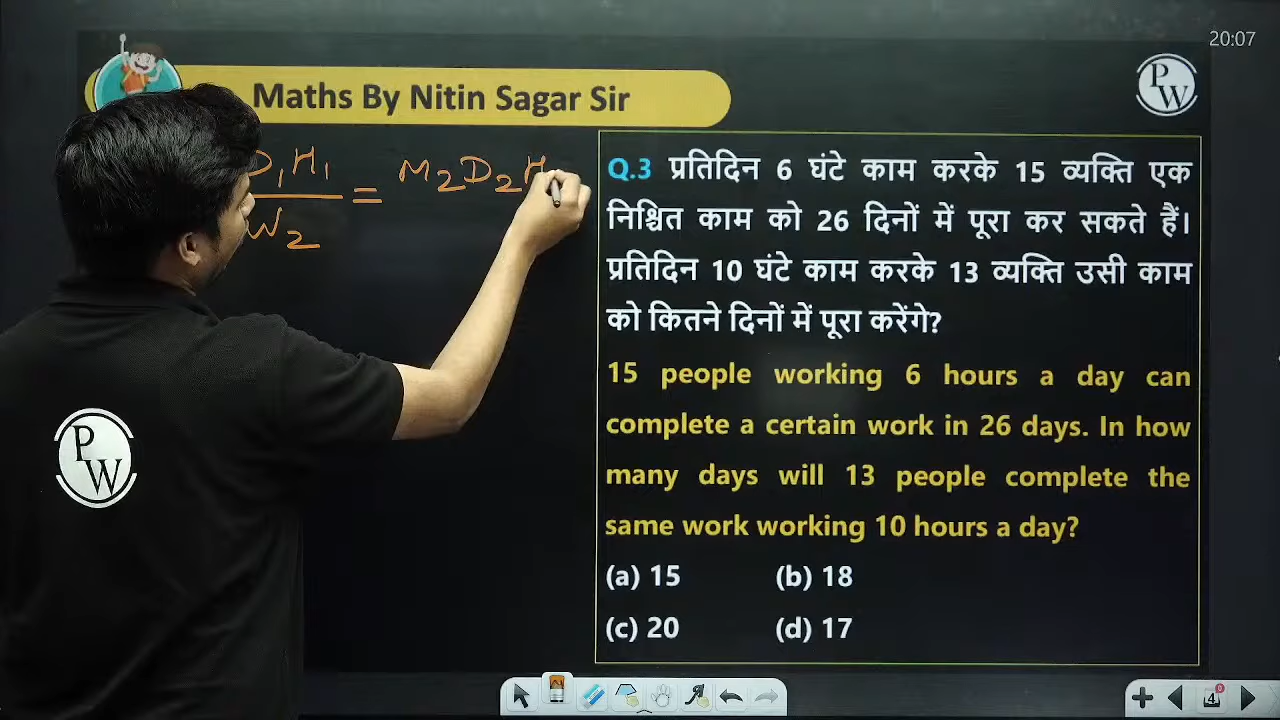 20:07
Maths By Nitin Sagar Sir
PW
D₁H₁ = M₂D₂H
W₂
Q.3 प्रतिदिन 6 घंटे काम करके 15 व्यक्ति एक
निश्चित काम को 26 दिनों में पूरा कर सकते हैं।
प्रतिदिन 10 घंटे काम करके 13 व्यक्ति उसी काम
को कितने दिनों में पूरा करेंगे?
15 people working 6 hours a day can
complete a certain work in 26 days. In how
many days will 13 people complete the
same work working 10 hours a day?
(a) 15 (b) 18
(c) 20 (d) 17
PW
4